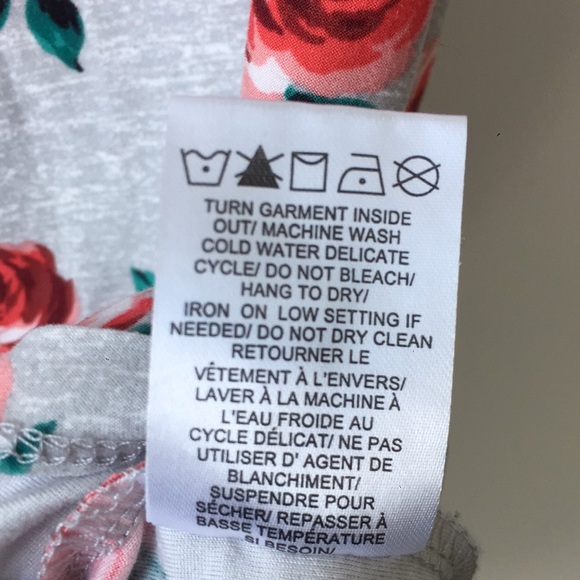 TURN GARMENT INSIDE
OUT/ MACHINE WASH
COLD WATER DELICATE
CYCLE/ DO NOT BLEACH/
HANG TO DRY/
IRON ON LOW SETTING IF
NEEDED/ DO NOT DRY CLEAN
RETOURNER LE
VÊTEMENT À L'ENVERS/
LAVER À LA MACHINE À
L'EAU FROIDE AU
CYCLE DÉLICAT/ NE PAS
UTILISER D' AGENT DE
BLANCHIMENT/
SUSPENDRE POUR
SÉCHER/ REPASSER À
BASSE TEMPÉRATURE
SI BESOIN/